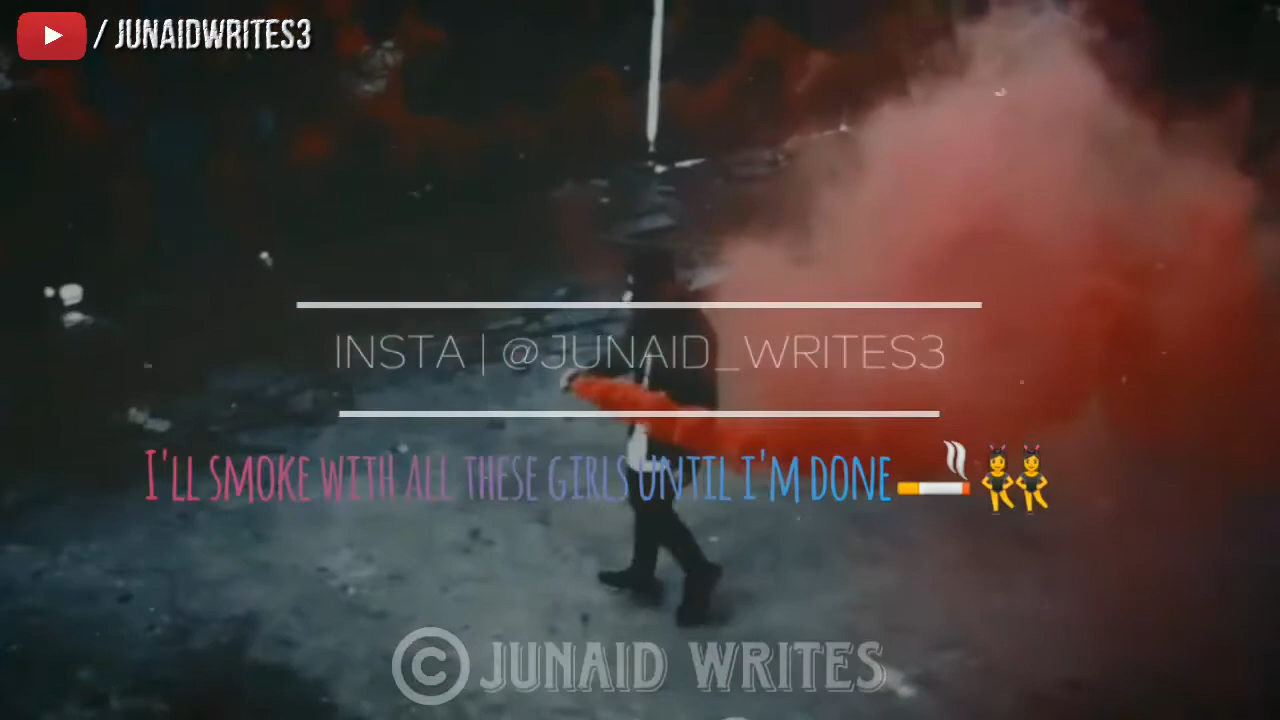 / JUNAIDWRITES3
INSTA | @JUNAID_WRITES3
I'LL SMOKE WITH ALL THESE GIRLS UNTIL I'M DONE🚬👯
© JUNAID WRITES